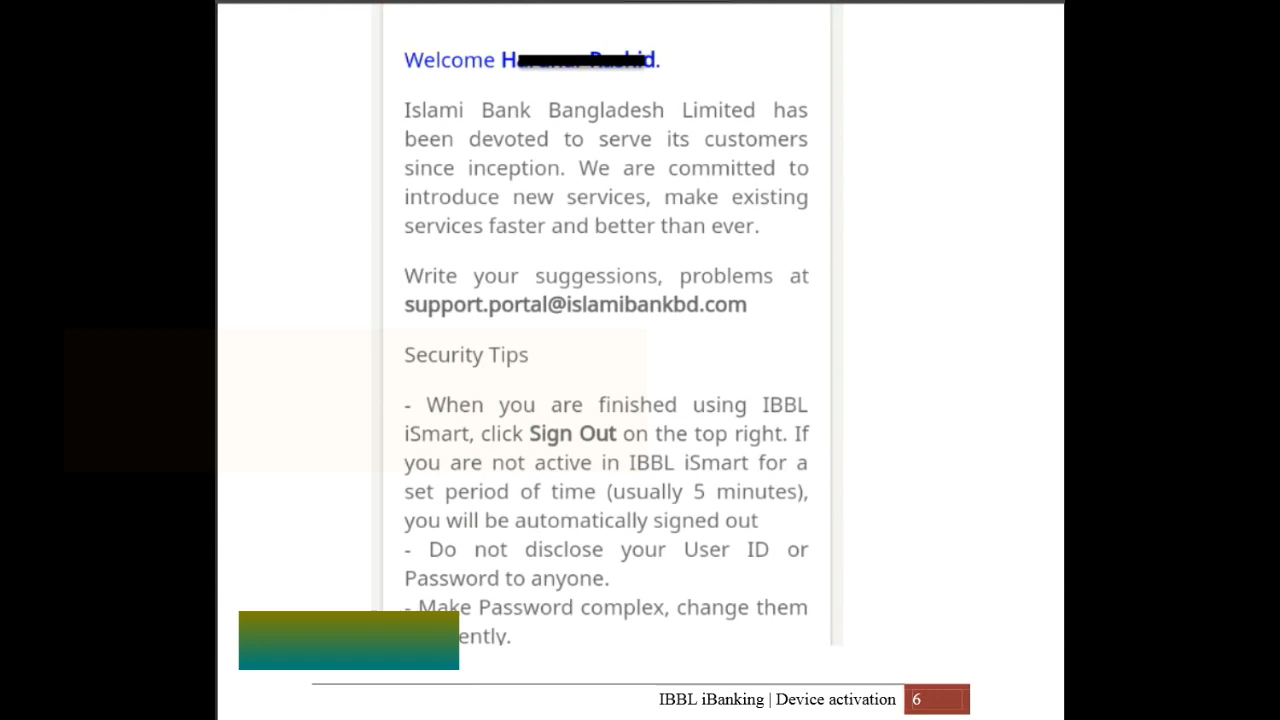 Welcome
Islami Bank Bangladesh Limited has
been devoted to serve its customers
since inception. We are committed to
introduce new services, make existing
services faster and better than ever.
Write your suggessions, problems at
support.portal@islamibankbd.com
Security Tips
- When you are finished using IBBL
iSmart, click Sign Out on the top right. If
you are not active in IBBL iSmart for a
set period of time (usually 5 minutes),
you will be automatically signed out
- Do not disclose your User ID or
Password to anyone.
- Make Password complex, change them
IBBL iBanking | Device activation 6